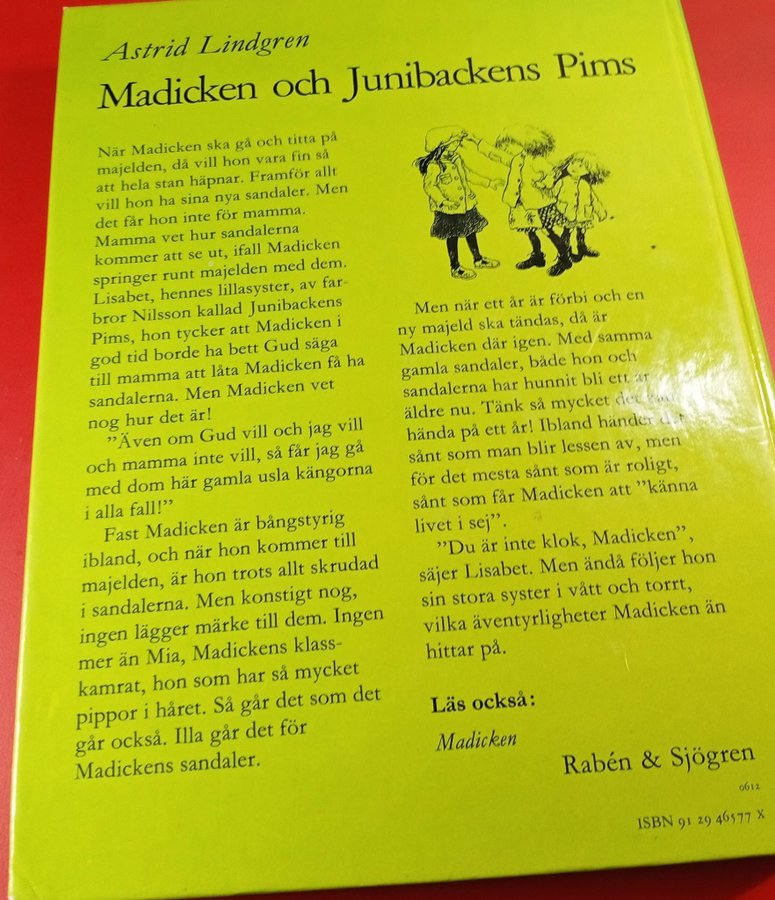 Astrid Lindgren
Madicken och Junibackens Pims
När Madicken ska gå och titta på
majelden, då vill hon vara fin så
att hela stan häpnar. Framför allt
vill hon ha sina nya sandaler. Men
det får hon inte för mamma.
Mamma vet hur sandalerna
kommer att se ut, ifall Madicken
springer runt majelden med dem.
Lisabet, hennes lillasyster, av far-
bror Nilsson kallad Junibackens
Pims, hon tycker att Madicken i
god tid borde ha bett Gud säga
till mamma att låta Madicken få ha
sandalerna. Men Madicken vet
nog hur det är!
”Även om Gud vill och jag vill
och mamma inte vill, så får jag gå
med dom här gamla usla kängorna
i alla fall!”
Fast Madicken är bångstyrig
ibland, och när hon kommer till
majelden, är hon trots allt skrudad
i sandalerna. Men konstigt nog,
ingen lägger märke till dem. Ingen
mer än Mia, Madickens klass-
kamrat, hon som har så mycket
pippor i håret. Så går det som det
går också. Illa går det för
Madickens sandaler.
Men när ett år är förbi och en
ny majeld ska tändas, då är
Madicken där igen. Med samma
gamla sandaler, både hon och
sandalerna har hunnit bli ett år
äldre nu. Tänk så mycket det kan
hända på ett år! Ibland händer det
sånt som man blir lessen av, men
för det mesta sånt som är roligt,
sånt som får Madicken att ”känna
livet i sej”.
”Du är inte klok, Madicken”,
säjer Lisabet. Men ändå följer hon
sin stora syster i vått och torrt,
vilka äventyrligheter Madicken än
hittar på.
Läs också:
Madicken
Rabén & Sjögren
0612
ISBN 91 29 46577 X